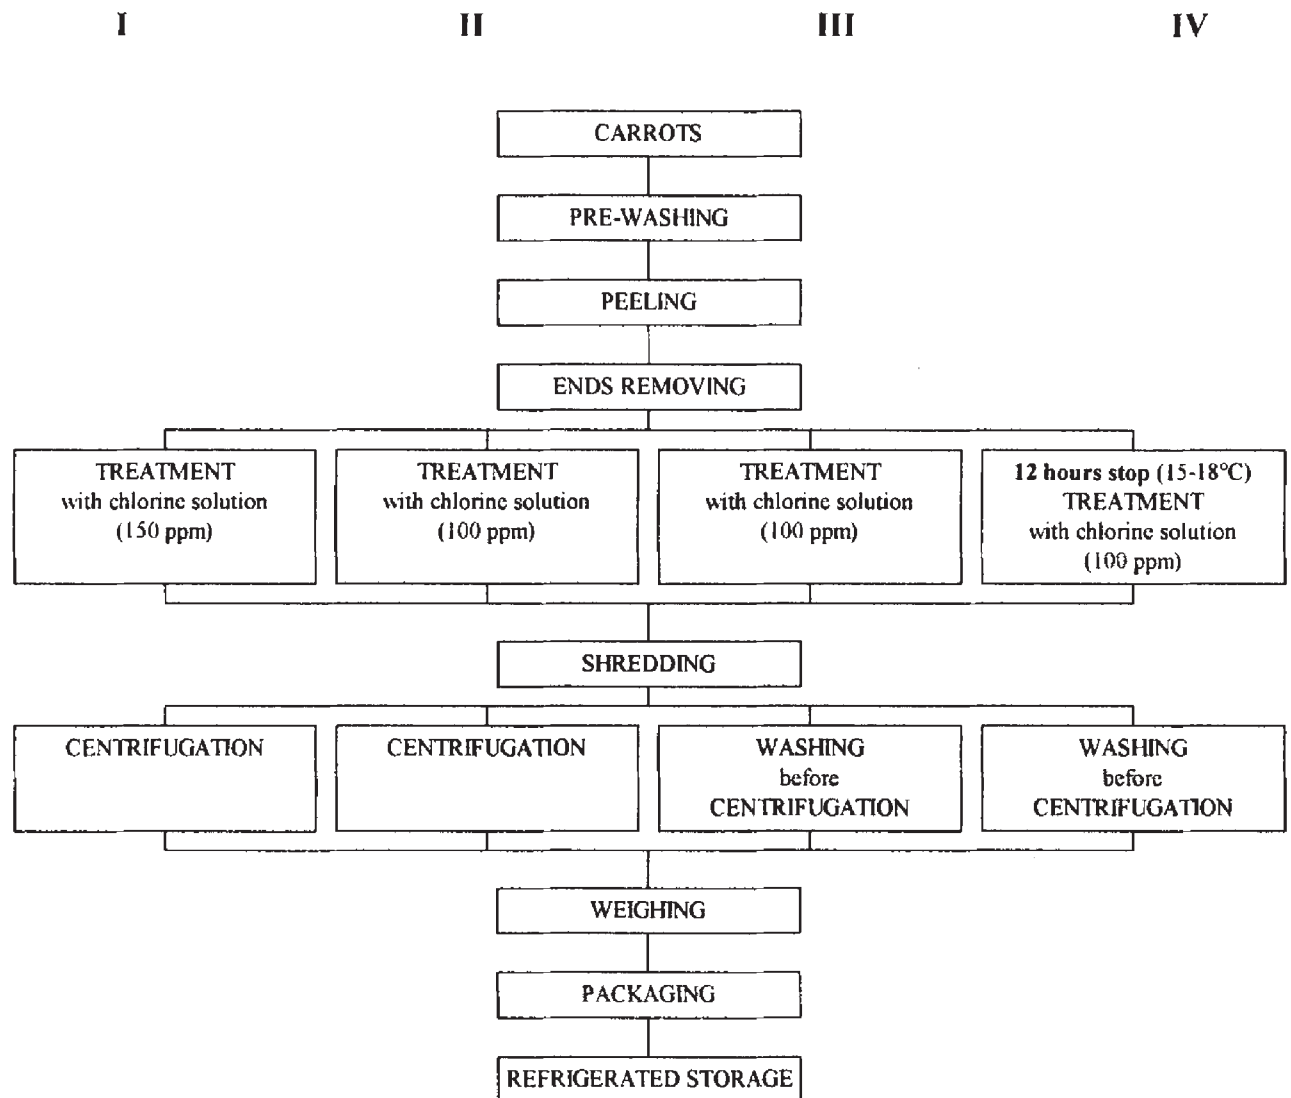 I II III IV
CARROTS
PRE-WASHING
PEELING
ENDS REMOVING
TREATMENT
with chlorine solution
(150 ppm)
TREATMENT
with chlorine solution
(100 ppm)
TREATMENT
with chlorine solution
(100 ppm)
12 hours stop (15-18°C)
TREATMENT
with chlorine solution
(100 ppm)
SHREDDING
CENTRIFUGATION
CENTRIFUGATION
WASHING
before
CENTRIFUGATION
WASHING
before
CENTRIFUGATION
WEIGHING
PACKAGING
REFRIGERATED STORAGE